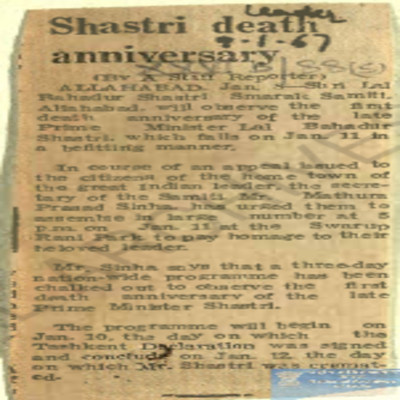 Leader
Shastri death
9-1-67
anniversary
(By A Staff Reporter)
ALLAHABAD, Jan. 8—Shri Lal
Bahadur Shastri Smarak Samiti,
Allahabad, will observe the first
death anniversary of the late
Prime Minister Lal Bahadur
Shastri, which falls on Jan. 11 in
a befitting manner.
In course of an appeal issued to
the citizens of the home town of
the great Indian leader, the secre-
tary of the Samiti Mr. Mathura
Prasad Sinha, has urged them to
assemble in large number at 5
p.m. on Jan. 11 at the Swarup
Rani Park to pay homage to their
beloved leader.
Mr. Sinha says that a three-day
nation-wide programme has been
chalked out to observe the first
death anniversary of the late
Prime Minister Shastri.
The programme will begin on
Jan. 10, the day on which the
Tashkent Declaration was signed
and conclude on Jan. 12, the day
on which Mr. Shastri was cremat-
ed.